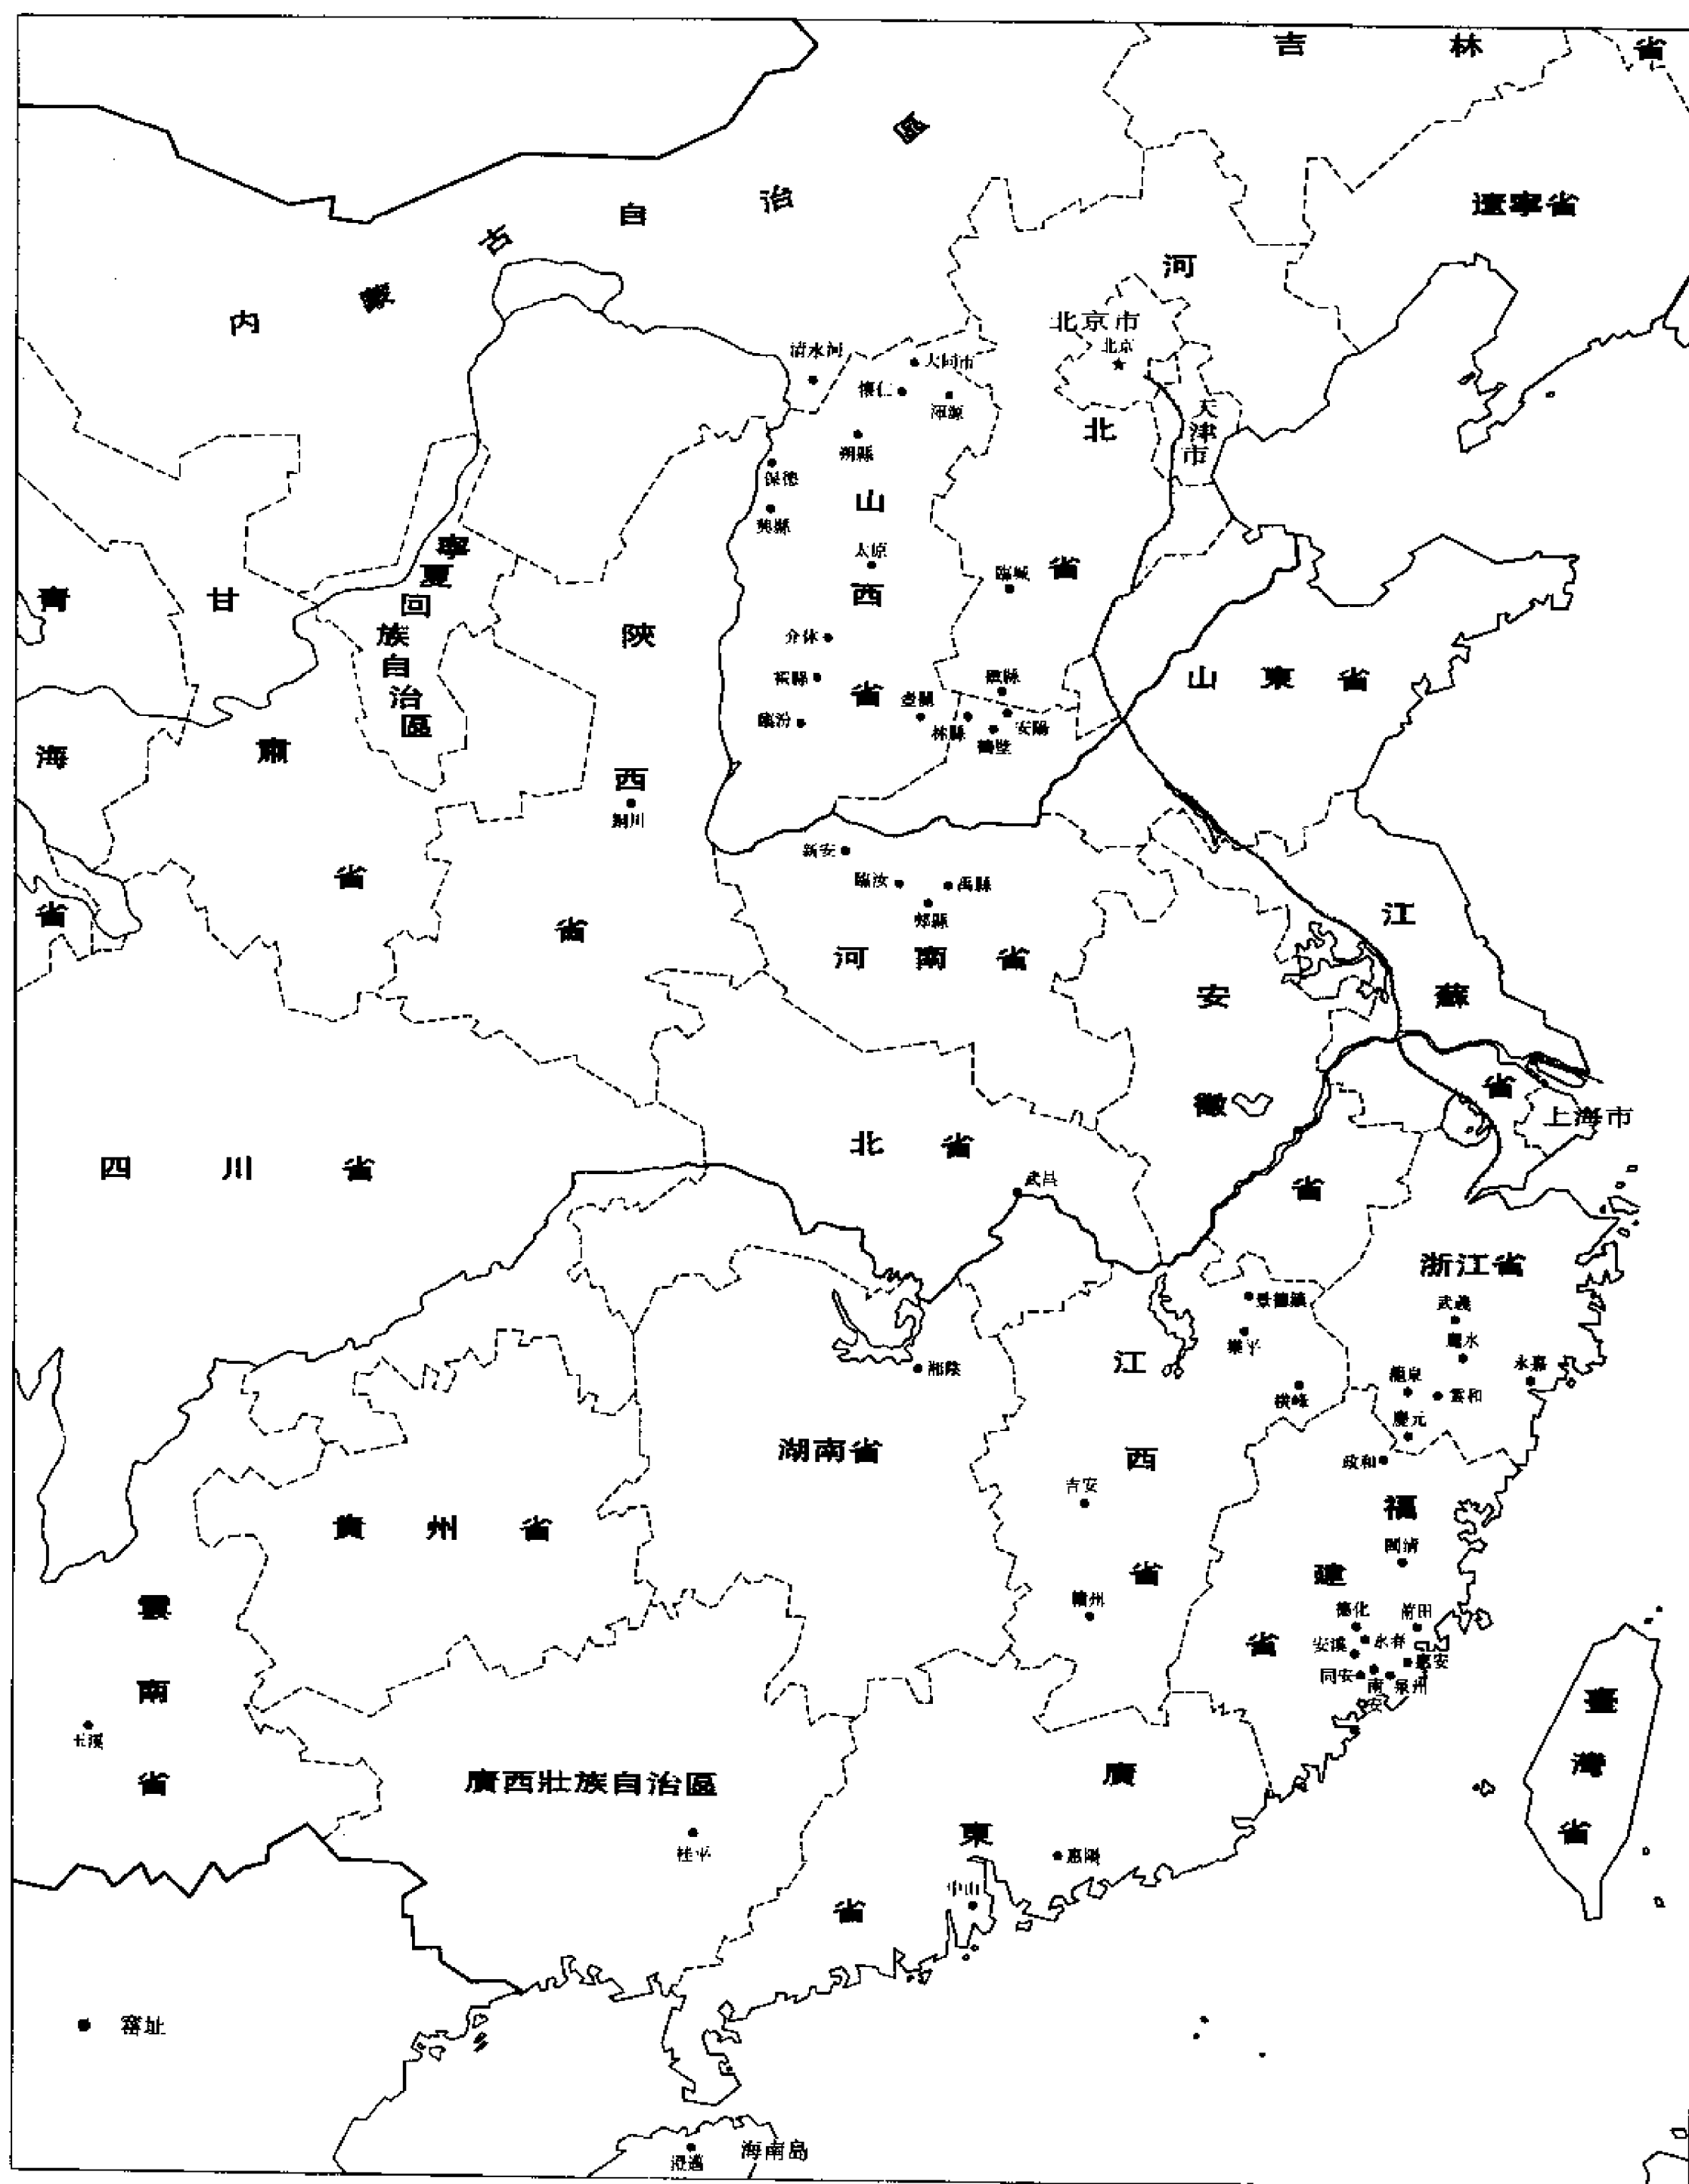 吉林省
遼寧省
內蒙古自治區
河北省
北京市
北京
天津市
清水河
大同市
懷仁
渾源
朔縣
保德
興縣
山西省
太原
臨城
介休
霍縣
臨汾
壺關
磁縣
林縣
安陽
鶴壁
寧夏回族自治區
青海省
甘肅省
陝西省
銅川
山東省
新安
臨汝
禹縣
郟縣
河南省
江蘇省
安徽省
上海市
四川省
北省
武昌
浙江省
武義
麗水
永嘉
龍泉
雲和
慶元
景德鎮
樂平
橫峰
江西省
吉安
贛州
湘陰
湖南省
貴州省
政和
福建省
閩清
德化
莆田
永春
安溪
惠安
同安
南安
泉州
臺灣省
雲南省
玉溪
廣西壯族自治區
桂平
廣東省
惠陽
中山
窰址
海南島
澄邁